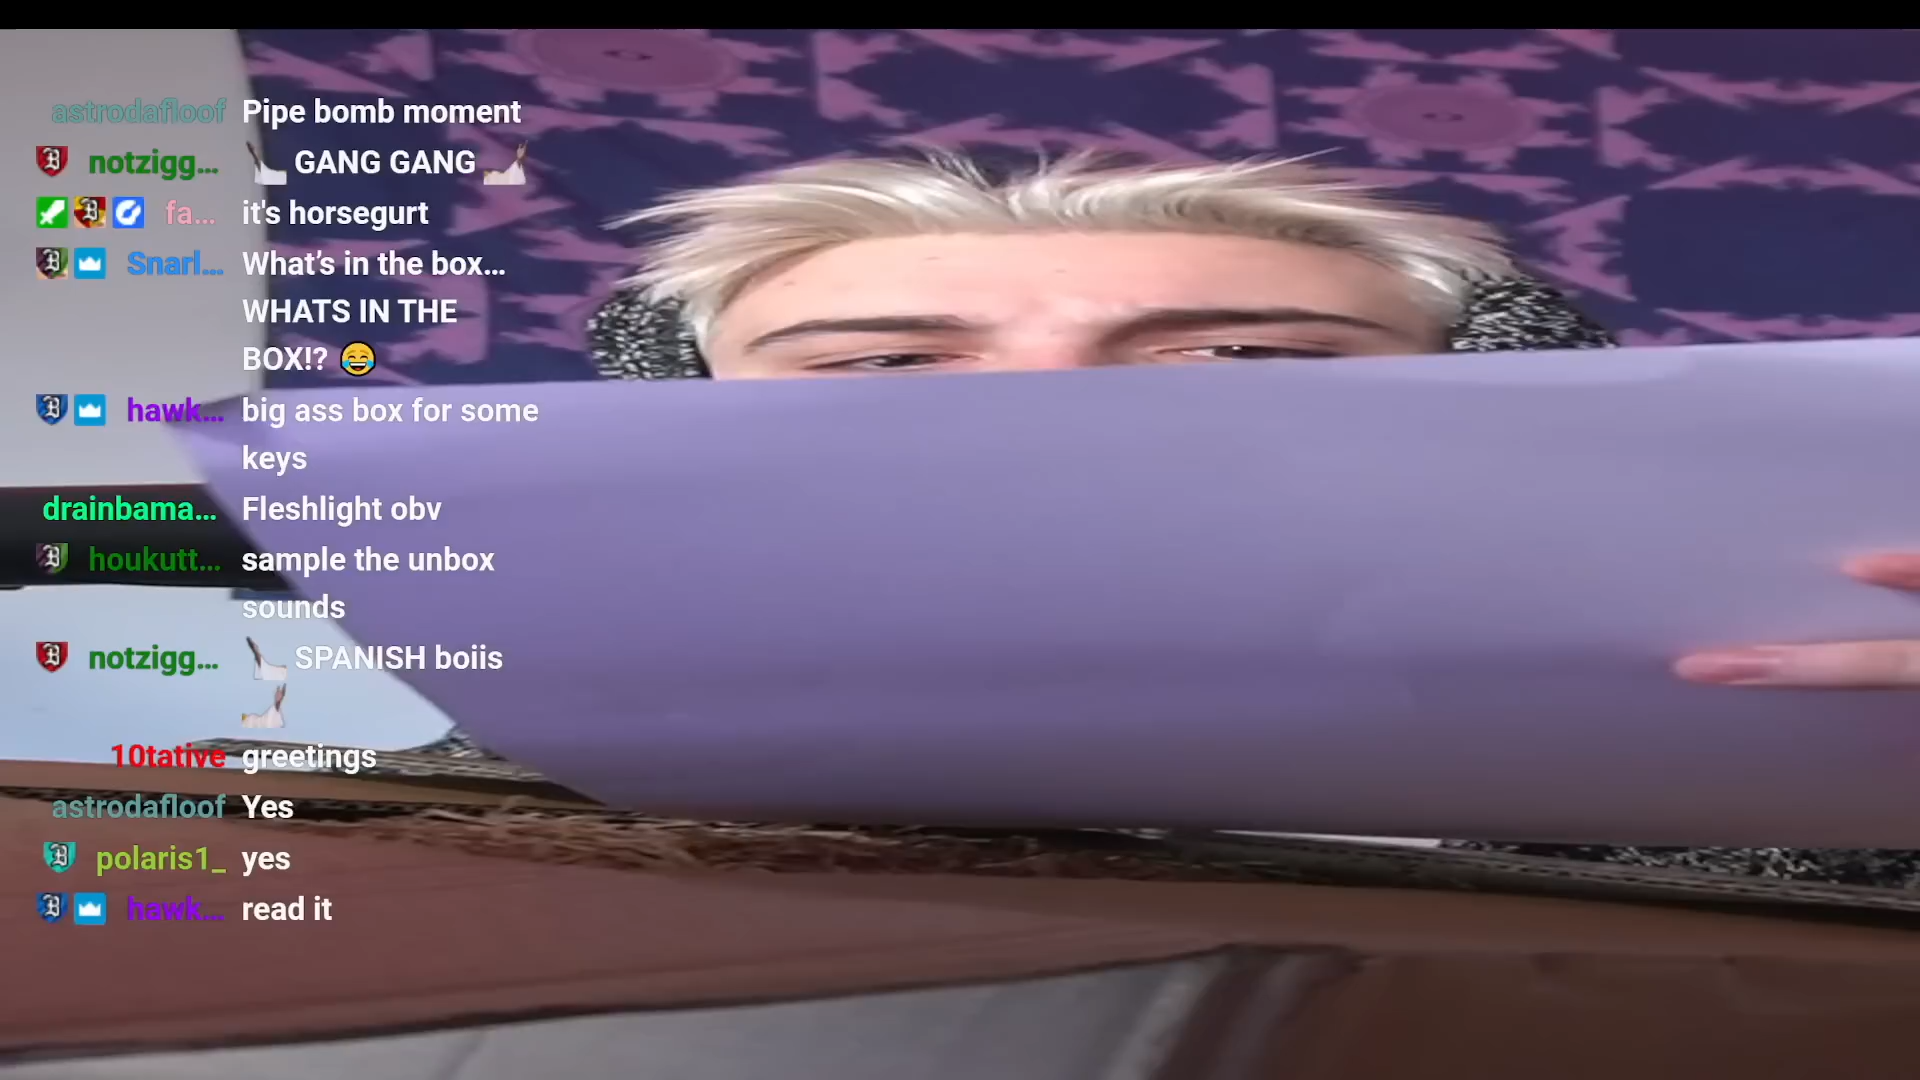 astrodafloof Pipe bomb moment
notzigg... GANG GANG
fa... it's horsegurt
Snarl... What's in the box...
WHATS IN THE
BOX!? 😂
hawk... big ass box for some
keys
drainbama... Fleshlight obv
houkutt... sample the unbox
sounds
notzigg... SPANISH boiis
10tative greetings
astrodafloof Yes
polaris1_ yes
hawk... read it